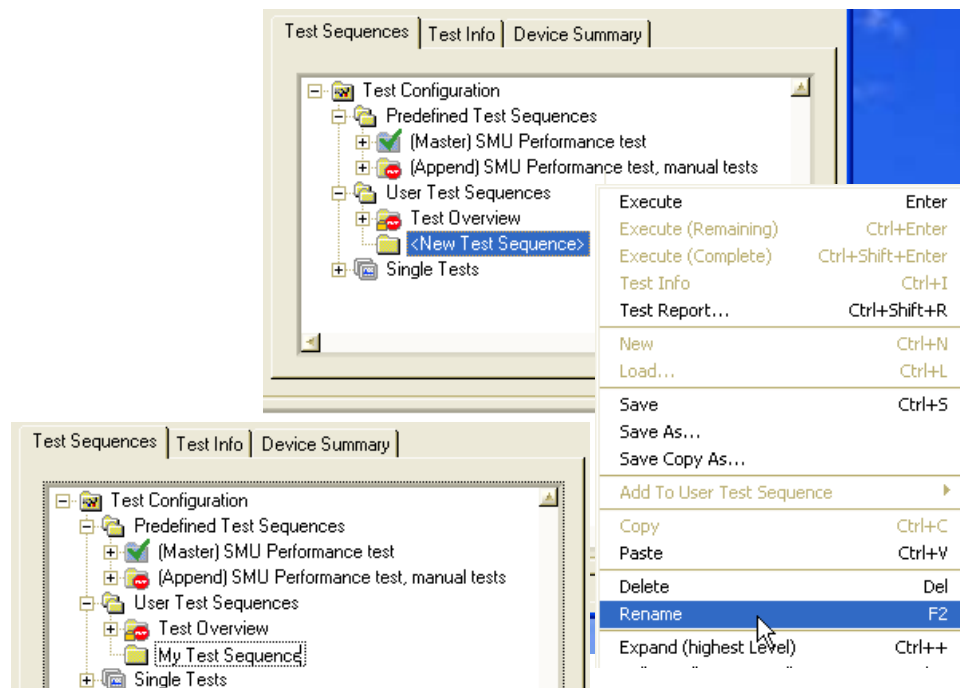 Test Sequences Test Info Device Summary
Test Configuration
Predefined Test Sequences
(Master) SMU Performance test
(Append) SMU Performance test, manual tests
User Test Sequences
Test Overview
<New Test Sequence>
Single Tests
Execute Enter
Execute (Remaining) Ctrl+Enter
Execute (Complete) Ctrl+Shift+Enter
Test Info Ctrl+I
Test Report... Ctrl+Shift+R
New Ctrl+N
Load... Ctrl+L
Save Ctrl+S
Save As...
Save Copy As...
Add To User Test Sequence
Copy Ctrl+C
Paste Ctrl+V
Delete Del
Rename F2
Expand (highest Level) Ctrl++
Test Sequences Test Info Device Summary
Test Configuration
Predefined Test Sequences
(Master) SMU Performance test
(Append) SMU Performance test, manual tests
User Test Sequences
Test Overview
My Test Sequence
Single Tests